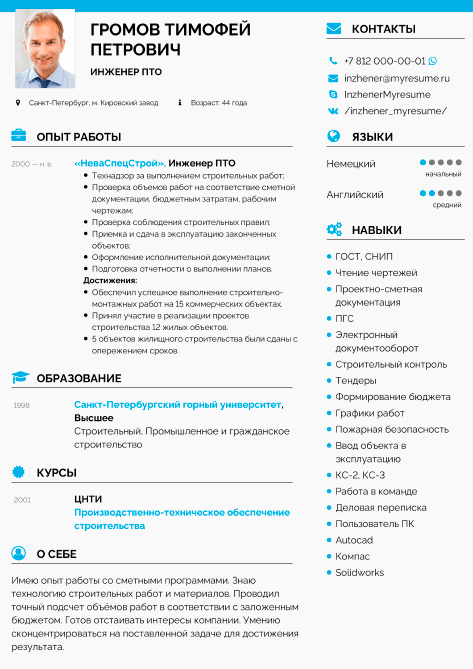 ГРОМОВ ТИМОФЕЙ
ПЕТРОВИЧ
ИНЖЕНЕР ПТО
Санкт-Петербург, м. Кировский завод
Возраст: 44 года
ОПЫТ РАБОТЫ
2000 — н. в.
«НеваСпецСтрой», Инженер ПТО
Технадзор за выполнением строительных работ;
Проверка объемов работ на соответствие сметной
документации, бюджетным затратам, рабочим
чертежам;
Проверка соблюдения строительных правил;
Приемка и сдача в эксплуатацию законченных
объектов;
Оформление исполнительной документации;
Подготовка отчетности о выполнении планов.
Достижения:
Обеспечил успешное выполнение строительно-
монтажных работ на 15 коммерческих объектах.
Принял участие в реализации проектов
строительства 12 жилых объектов.
5 объектов жилищного строительства были сданы с
опережением сроков.
ОБРАЗОВАНИЕ
1998
Санкт-Петербургский горный университет,
Высшее
Строительный, Промышленное и гражданское
строительство
КУРСЫ
2001
ЦНТИ
Производственно-техническое обеспечение
строительства
О СЕБЕ
Имею опыт работы со сметными программами. Знаю
технологию строительных работ и материалов. Проводил
точный подсчет объёмов работ в соответствии с заложенным
бюджетом. Готов отстаивать интересы компании. Умению
сконцентрироваться на поставленной задаче для достижения
результата.
КОНТАКТЫ
+7 812 000-00-01
inzhener@myresume.ru
InzhenerMyresume
/inzhener_myresume/
ЯЗЫКИ
Немецкий
начальный
Английский
средний
НАВЫКИ
ГОСТ, СНИП
Чтение чертежей
Проектно-сметная
документация
ПГС
Электронный
документооборот
Строительный контроль
Тендеры
Формирование бюджета
Графики работ
Пожарная безопасность
Ввод объекта в
эксплуатацию
КС-2, КС-3
Работа в команде
Деловая переписка
Пользователь ПК
Autocad
Компас
Solidworks